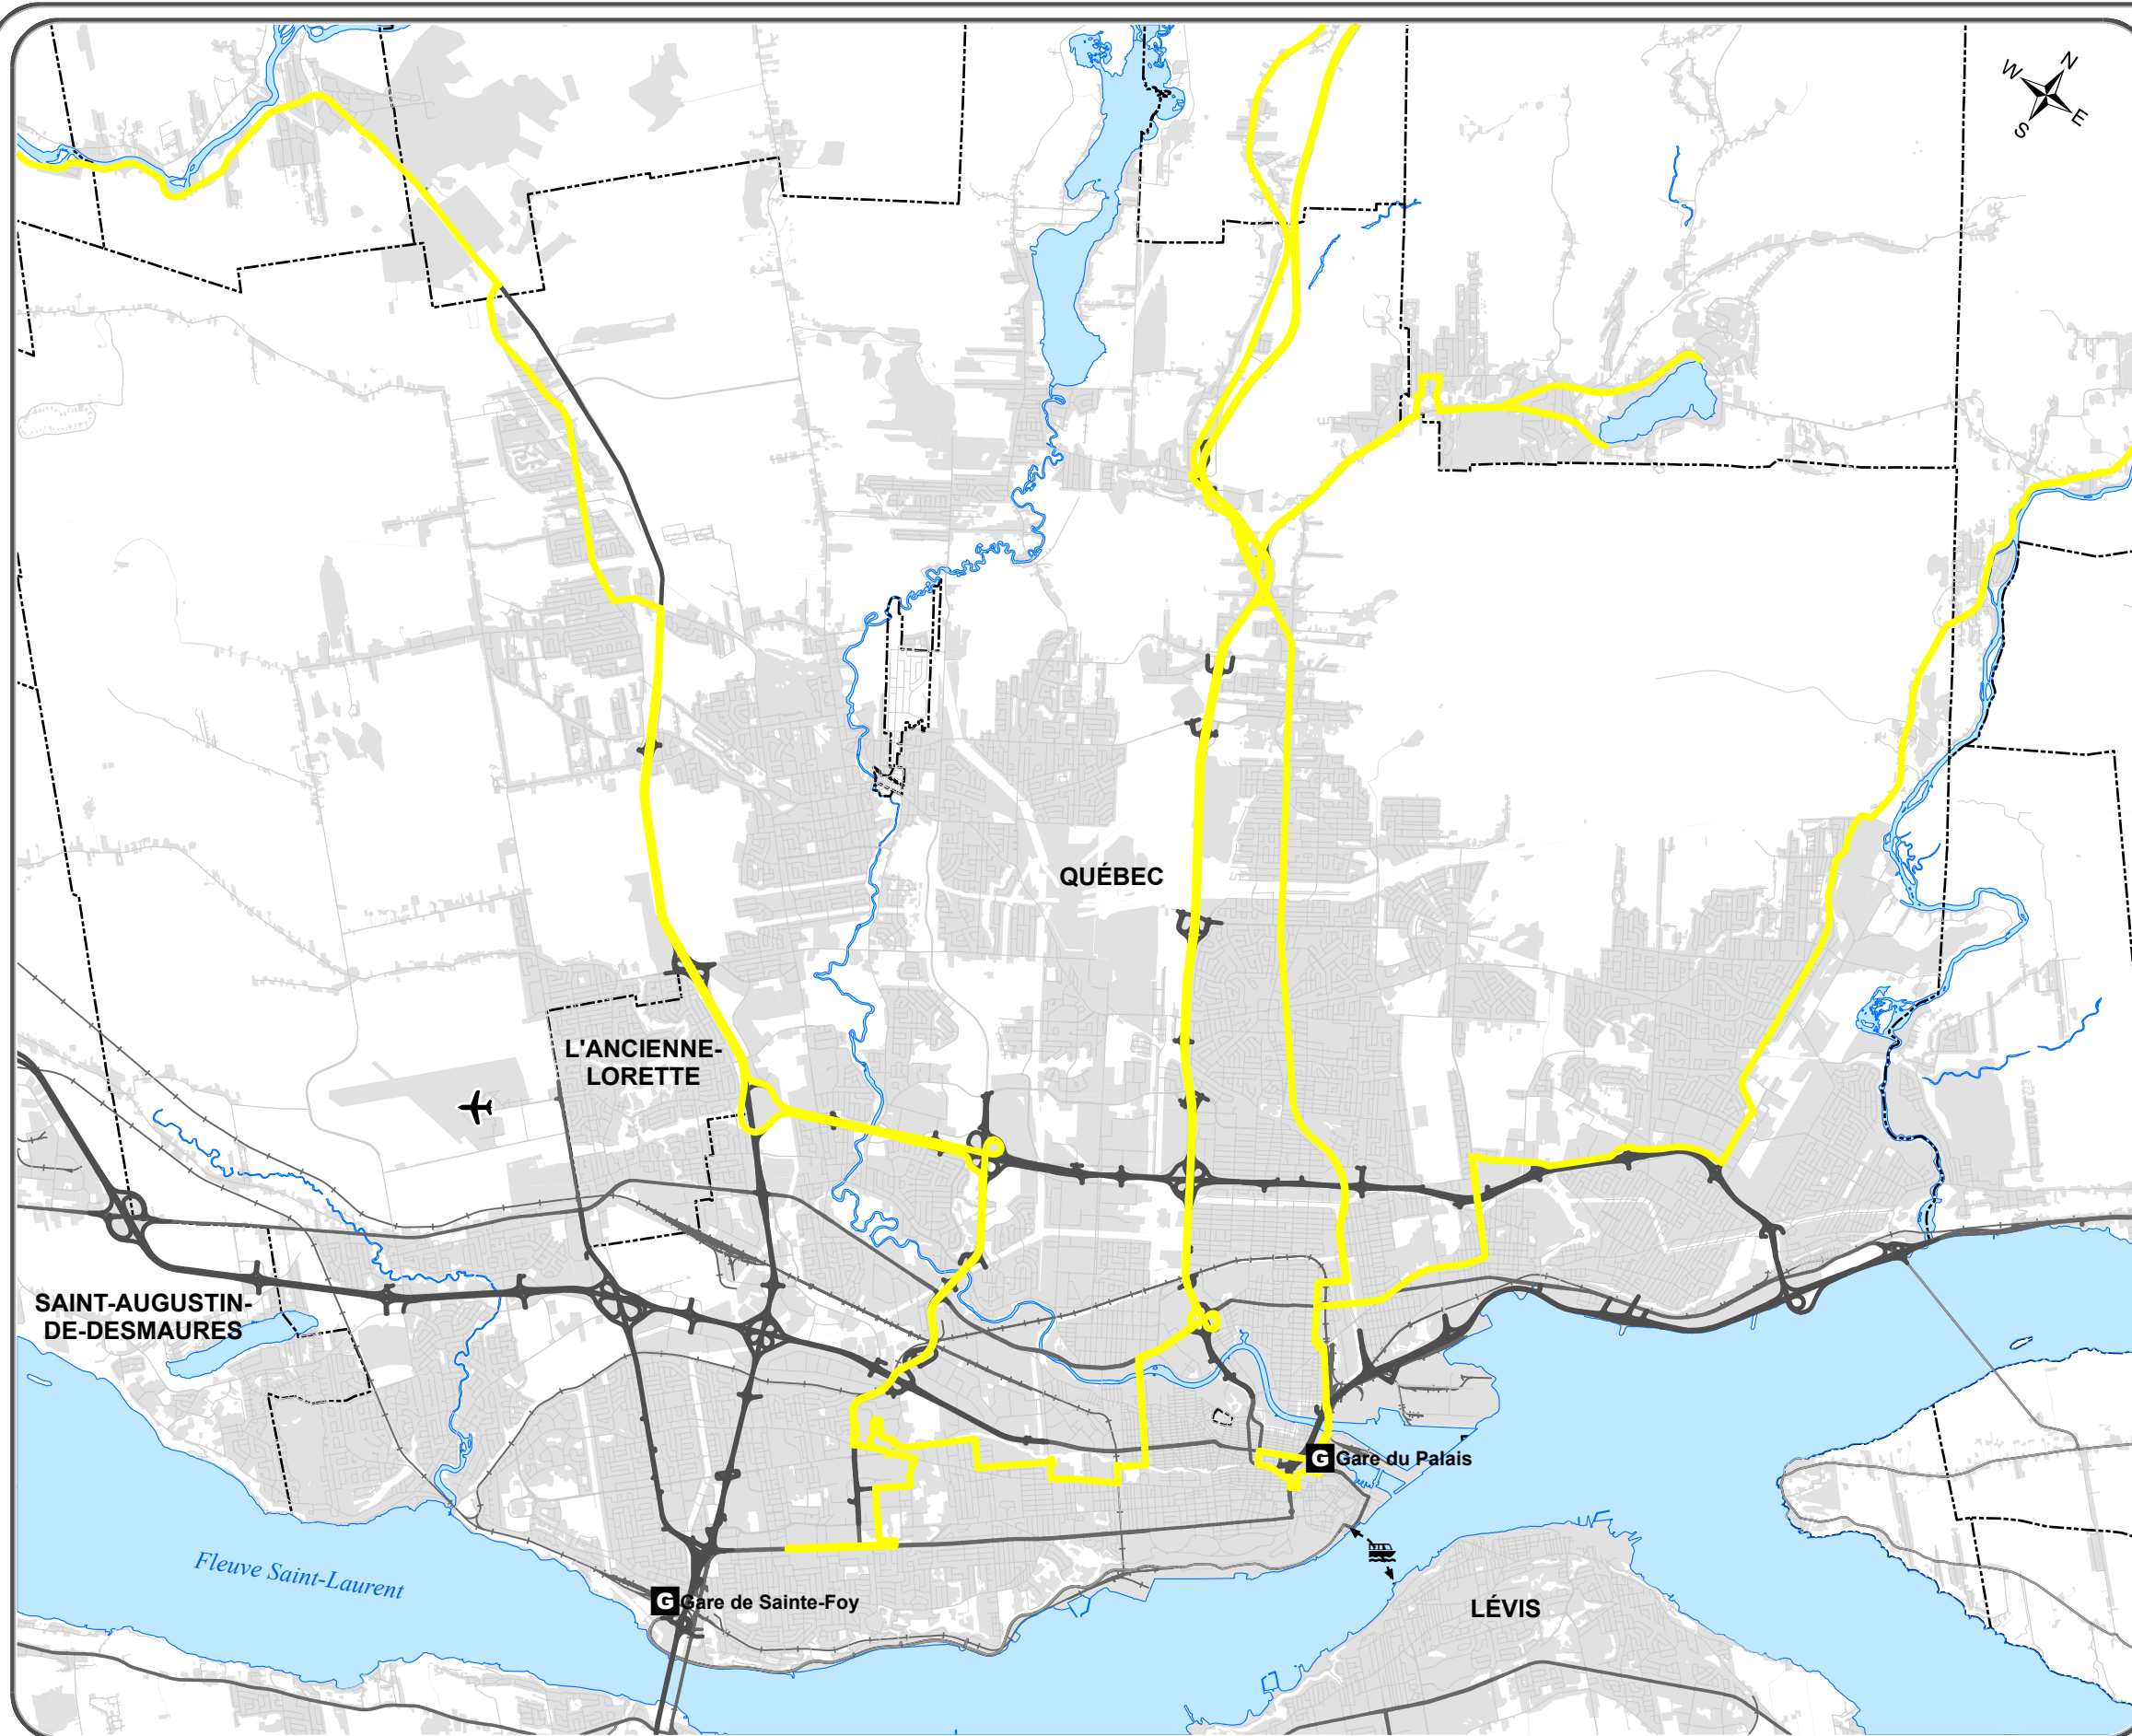 N
W
E
S
QUÉBEC
L'ANCIENNE-
LORETTE
SAINT-AUGUSTIN-
DE-DESMAURES
G Gare du Palais
Fleuve Saint-Laurent
G Gare de Sainte-Foy
LÉVIS